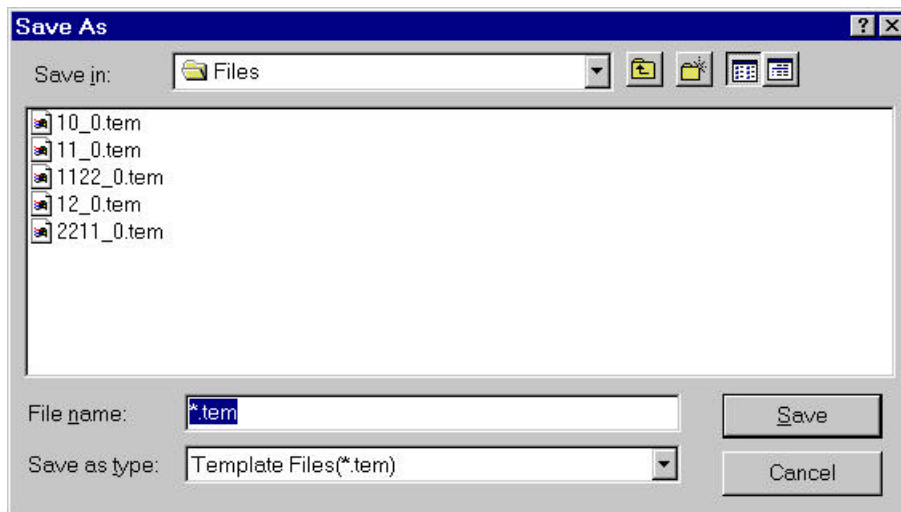 Save As
Save in: Files
10_0.tem
11_0.tem
1122_0.tem
12_0.tem
2211_0.tem
File name: *.tem Save
Save as type: Template Files(*.tem) Cancel